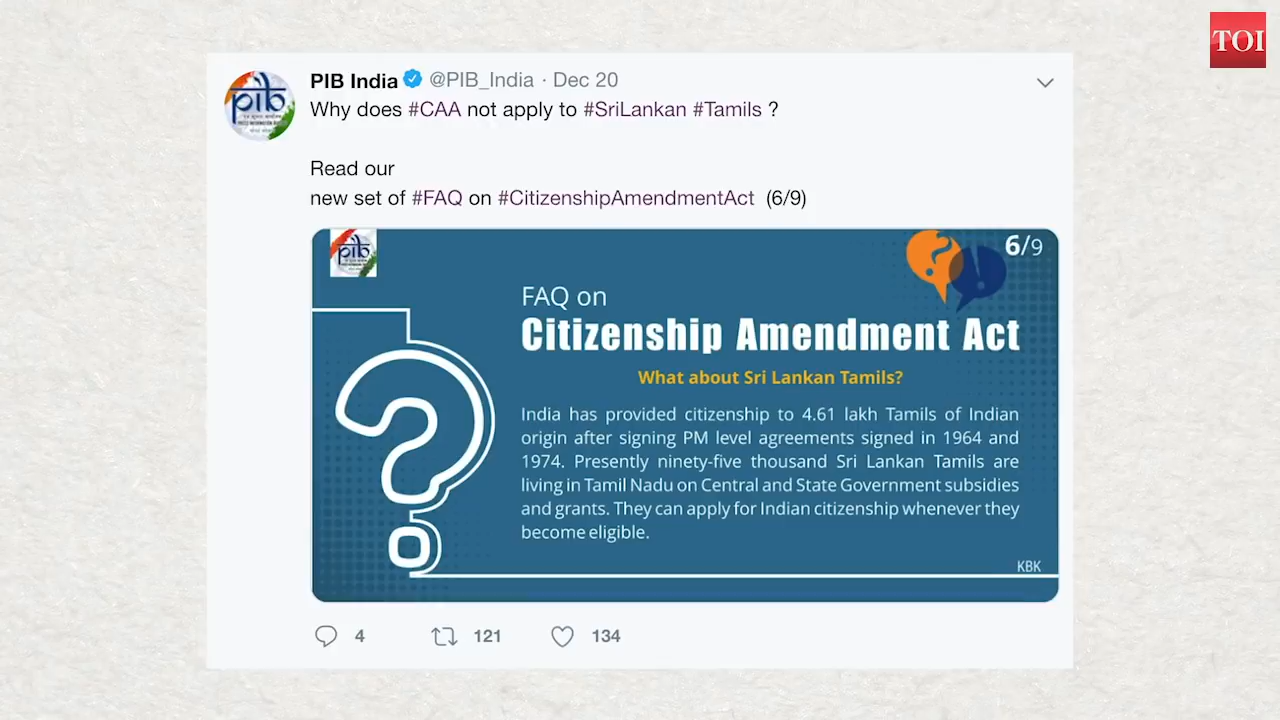 TOI
PIB India @PIB_India · Dec 20
Why does #CAA not apply to #SriLankan #Tamils ?
pib
Read our
new set of #FAQ on #CitizenshipAmendmentAct (6/9)
pib
6/9
FAQ on
Citizenship Amendment Act
What about Sri Lankan Tamils?
India has provided citizenship to 4.61 lakh Tamils of Indian
origin after signing PM level agreements signed in 1964 and
1974. Presently ninety-five thousand Sri Lankan Tamils are
living in Tamil Nadu on Central and State Government subsidies
and grants. They can apply for Indian citizenship whenever they
become eligible.
KBK
4 121 134